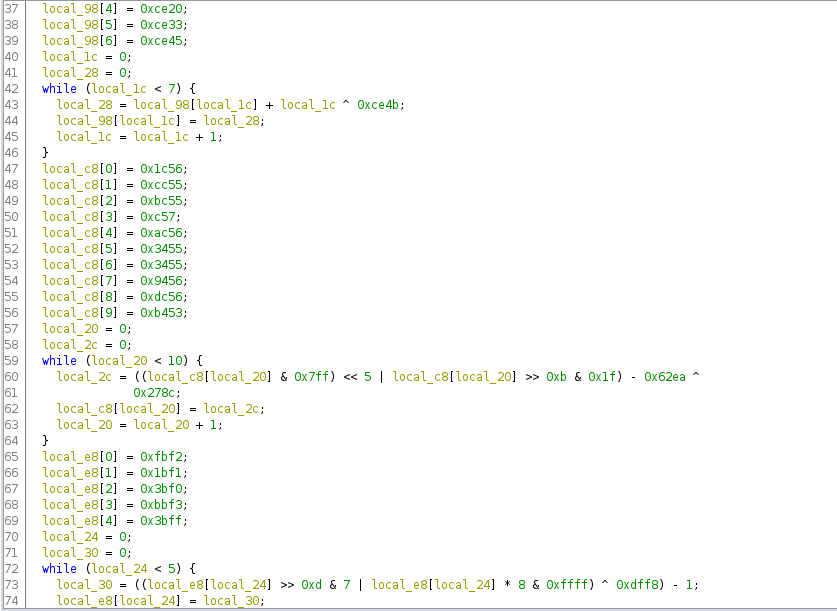 37 local_98[4] = 0xce20;
38 local_98[5] = 0xce33;
39 local_98[6] = 0xce45;
40 local_1c = 0;
41 local_28 = 0;
42 while (local_1c < 7) {
43 local_28 = local_98[local_1c] + local_1c ^ 0xce4b;
44 local_98[local_1c] = local_28;
45 local_1c = local_1c + 1;
46 }
47 local_c8[0] = 0x1c56;
48 local_c8[1] = 0xcc55;
49 local_c8[2] = 0xbc55;
50 local_c8[3] = 0xc57;
51 local_c8[4] = 0xac56;
52 local_c8[5] = 0x3455;
53 local_c8[6] = 0x3455;
54 local_c8[7] = 0x9456;
55 local_c8[8] = 0xdc56;
56 local_c8[9] = 0xb453;
57 local_20 = 0;
58 local_2c = 0;
59 while (local_20 < 10) {
60 local_2c = ((local_c8[local_20] & 0x7ff) << 5 | local_c8[local_20] >> 0xb & 0x1f) - 0x62ea ^
61 0x278c;
62 local_c8[local_20] = local_2c;
63 local_20 = local_20 + 1;
64 }
65 local_e8[0] = 0xfbf2;
66 local_e8[1] = 0x1bf1;
67 local_e8[2] = 0x3bf0;
68 local_e8[3] = 0xbbf3;
69 local_e8[4] = 0x3bff;
70 local_24 = 0;
71 local_30 = 0;
72 while (local_24 < 5) {
73 local_30 = ((local_e8[local_24] >> 0xd & 7 | local_e8[local_24] * 8 & 0xffff) ^ 0xdff8) - 1;
74 local_e8[local_24] = local_30;